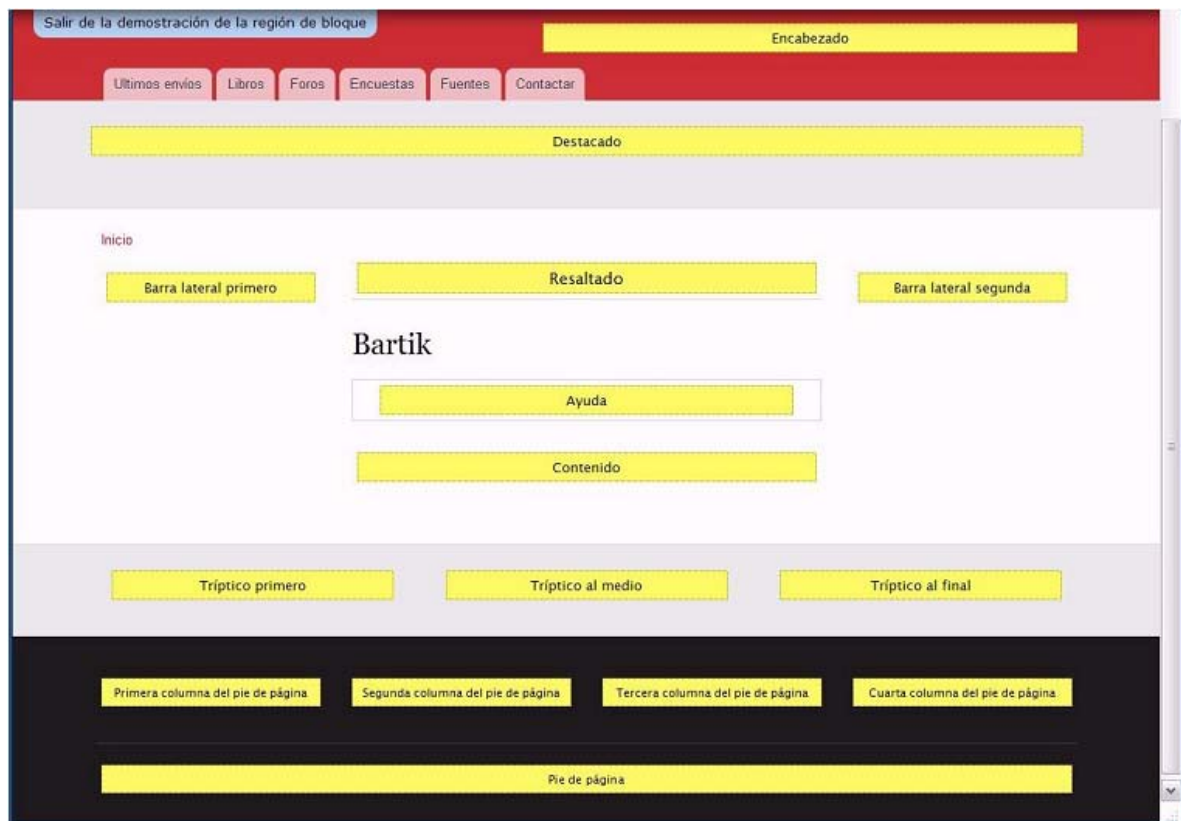 Salir de la demostración de la región de bloque
Encabezado
Ultimos envíos Libros Foros Encuestas Fuentes Contactar
Destacado
Inicio
Barra lateral primero Resaltado Barra lateral segunda
Bartik
Ayuda
Contenido
Tríptico primero Tríptico al medio Tríptico al final
Primera columna del pie de página Segunda columna del pie de página Tercera columna del pie de página Cuarta columna del pie de página
Pie de página